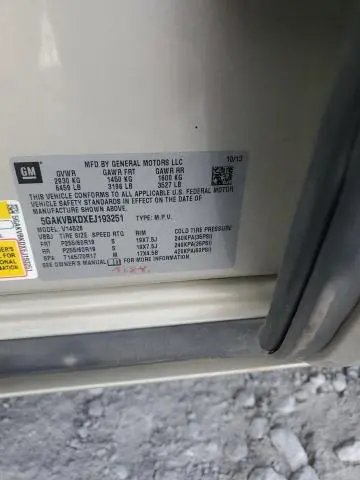 GM
MFD BY GENERAL MOTORS LLC
10/13
GVWR GAWR FRT GAWR RR
2930 KG 1450 KG 1600 KG
6459 LB 3196 LB 3527 LB
THIS VEHICLE CONFORMS TO ALL APPLICABLE U.S. FEDERAL MOTOR
VEHICLE SAFETY STANDARDS IN EFFECT ON THE DATE OF
MANUFACTURE SHOWN ABOVE.
5GAKVBKDXEJ193251 TYPE: M.P.V.
MODEL: V14526
TIRE SIZE SPEED RTG RIM COLD TIRE PRESSURE
FRT P255/60R19 S 19X7.5J 240KPA(35PSI)
RR P255/60R19 S 19X7.5J 240KPA(35PSI)
SPA T145/70R17 M 17X4.5B 420KPA(60PSI)
SEE OWNER'S MANUAL FOR MORE INFORMATION.